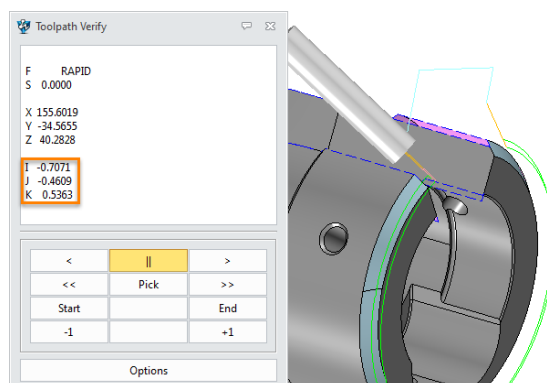 Toolpath Verify
F RAPID
S 0.0000
X 155.6019
Y -34.5655
Z 40.2828
I -0.7071
J -0.4609
K 0.5363
< || >
<< Pick >>
Start End
-1 +1
Options